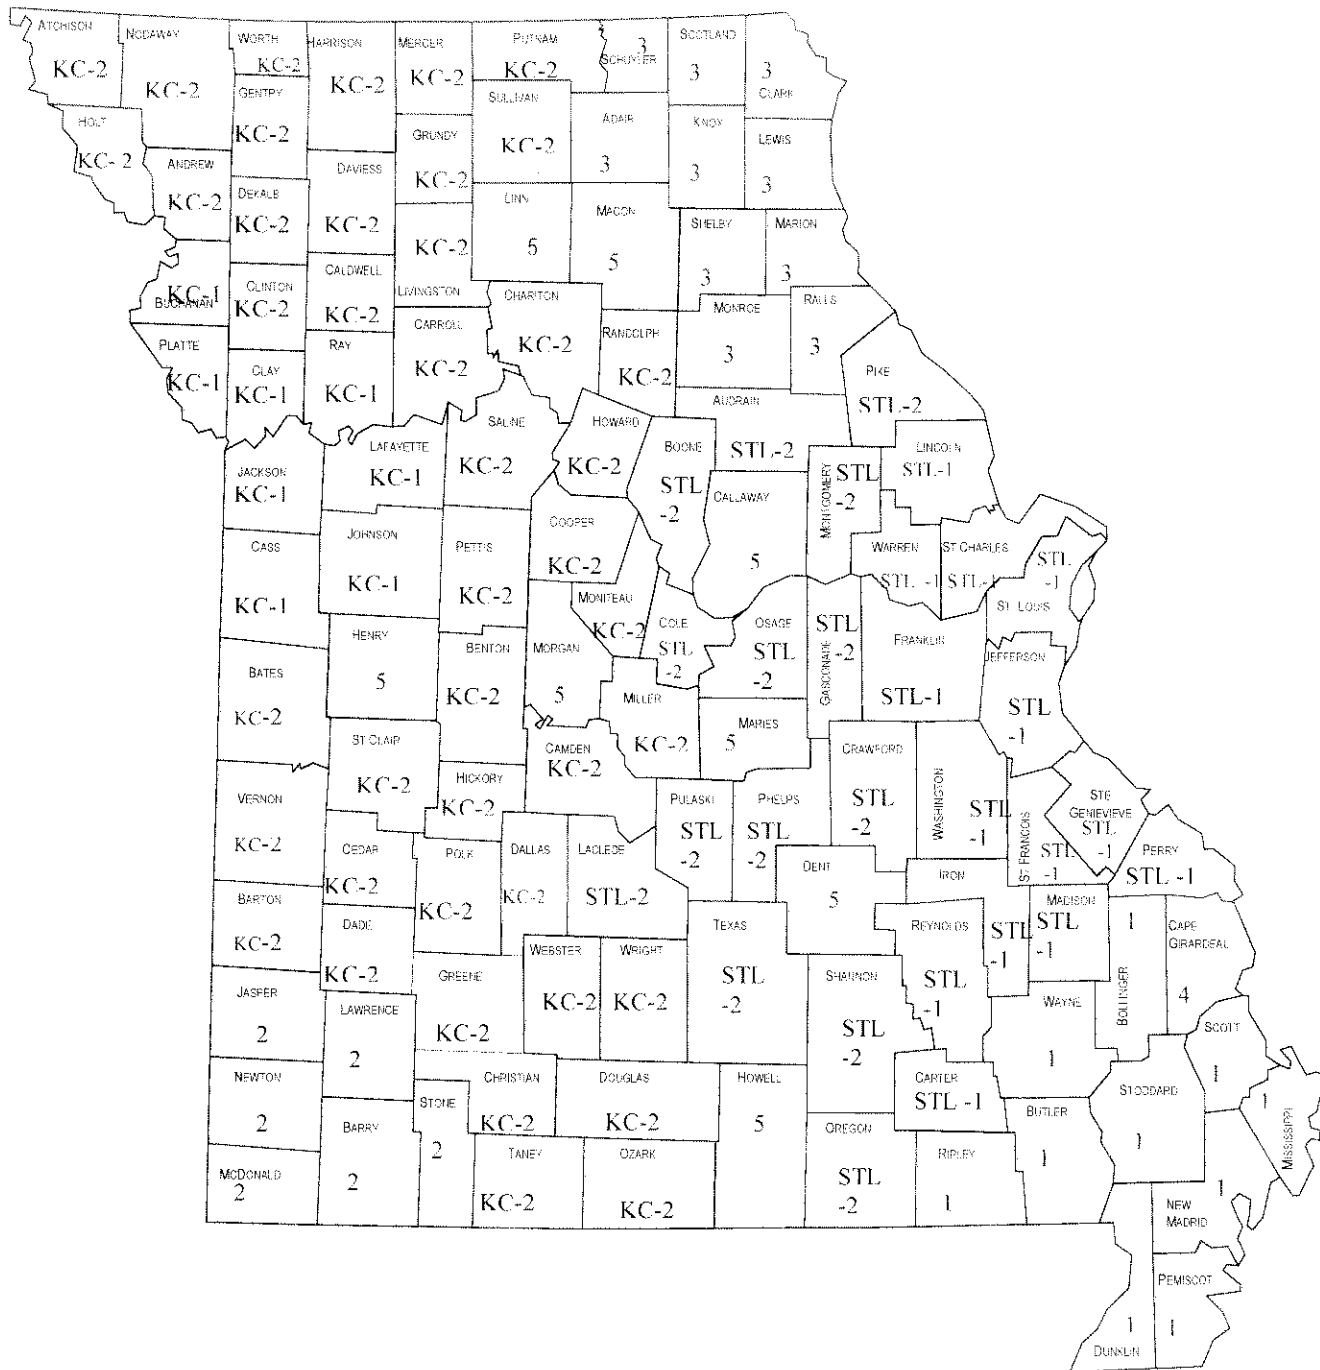 ATCHISON
KC-2
NODAWAY
KC-2
WORTH
KC-2
HARRISON
KC-2
MERCER
KC-2
PUTNAM
KC-2
3
SCHUYLER
SCOTLAND
3
3
CLARK
HOLT
KC-2
GENTRY
KC-2
SULLIVAN
KC-2
GRUNDY
KC-2
ADAIR
3
KNOX
3
LEWIS
3
ANDREW
KC-2
DEKALB
KC-2
DAVIESS
KC-2
KC-2
LIVINGSTON
LINN
5
MACON
5
SHELBY
3
MARION
3
KC-1
BUCHANAN
CLINTON
KC-2
CALDWELL
KC-2
CHARITON
KC-2
MONROE
3
RALLS
3
PLATTE
KC-1
CLAY
KC-1
RAY
KC-1
CARROLL
KC-2
RANDOLPH
KC-2
PIKE
STL-2
AUDRAIN
STL-2
SALINE
KC-2
HOWARD
KC-2
BOONE
STL
-2
LINCOLN
STL-1
JACKSON
KC-1
LAFAYETTE
KC-1
CALLAWAY
5
MONTGOMERY
STL
-2
CASS
KC-1
JOHNSON
KC-1
PETTIS
KC-2
COOPER
KC-2
WARREN
STL -1
ST CHARLES
STL-1
STL
-1
ST. LOUIS
MONITEAU
KC-2
COLE
STL
-2
OSAGE
STL
-2
GASCONADE
STL
-2
FRANKLIN
STL-1
JEFFERSON
STL
-1
HENRY
5
BENTON
KC-2
MORGAN
5
BATES
KC-2
MILLER
KC-2
MARIES
5
ST CLAIR
KC-2
CAMDEN
KC-2
CRAWFORD
STL
-2
WASHINGTON
STL
-1
HICKORY
KC-2
VERNON
KC-2
PULASKI
STL
-2
PHELPS
STL
-2
ST. FRANCOIS
STL
-1
STE
GENEVIEVE
STL
-1
PERRY
STL -1
CEDAR
KC-2
POLK
KC-2
DALLAS
KC-2
LACLEDE
STL-2
DENT
5
IRON
STL
-1
MADISON
STL
-1
BARTON
KC-2
DADE
KC-2
TEXAS
STL
-2
REYNOLDS
STL
-1
1
BOLLINGER
CAPE
GIRARDEAU
4
GREENE
KC-2
WEBSTER
KC-2
WRIGHT
KC-2
SHANNON
STL
-2
JASPER
2
LAWRENCE
2
WAYNE
1
SCOTT
1
NEWTON
2
CHRISTIAN
KC-2
DOUGLAS
KC-2
HOWELL
5
CARTER
STL -1
STODDARD
1
1
MISSISSIPPI
STONE
2
BARRY
2
BUTLER
1
OREGON
STL
-2
RIPLEY
1
MCDONALD
2
TANEY
KC-2
OZARK
KC-2
1
NEW
MADRID
PEMISCOT
1
1
DUNKLIN